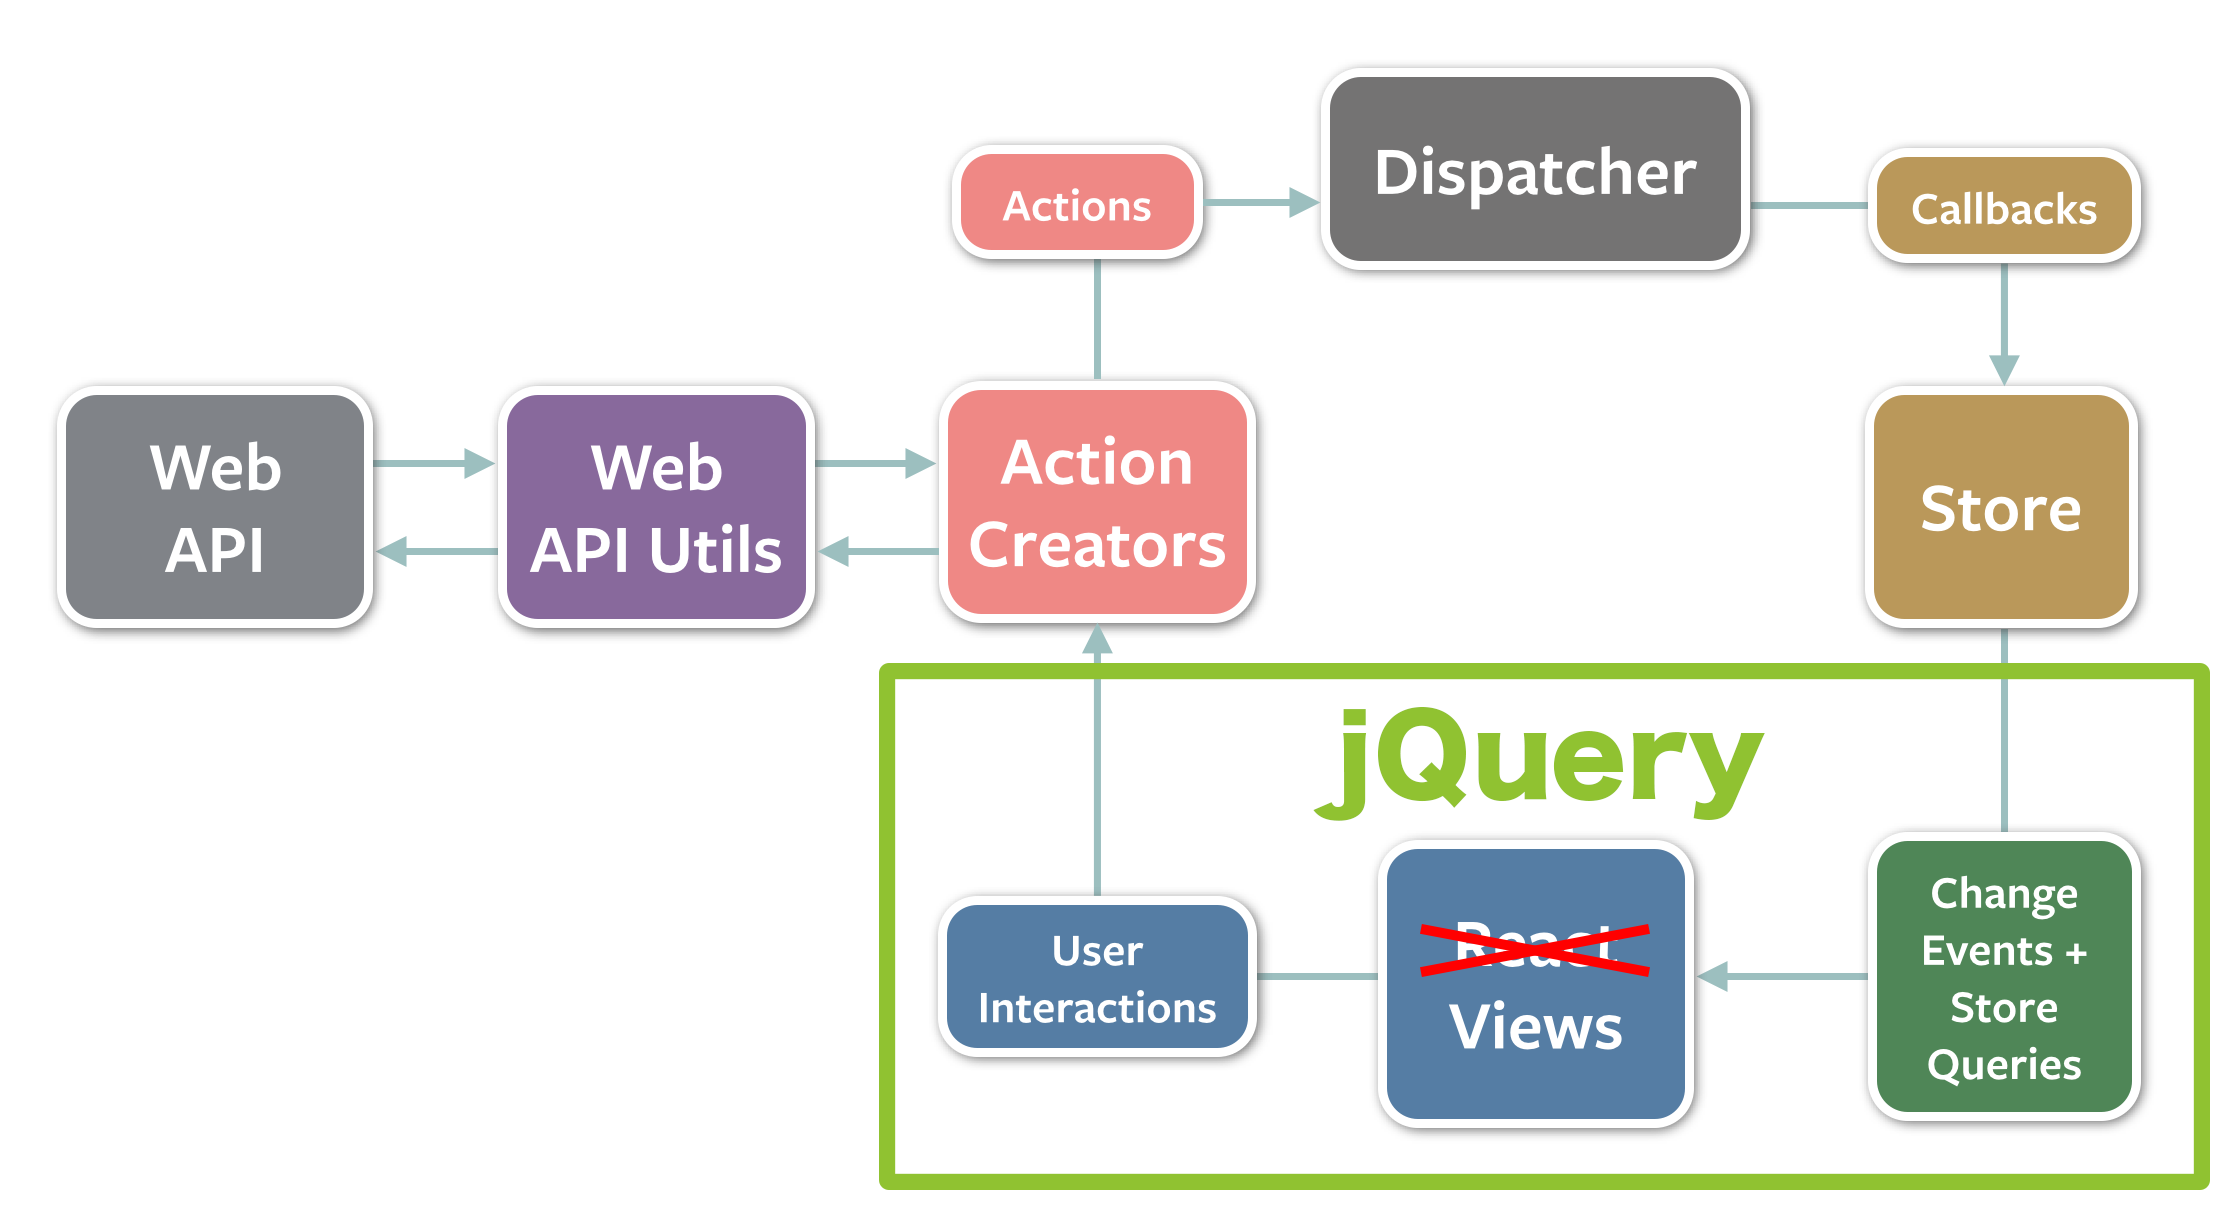 Dispatcher
Actions
Callbacks
Web
API
Web
API Utils
Action
Creators
Store
jQuery
User
Interactions
React
Views
Change
Events +
Store
Queries